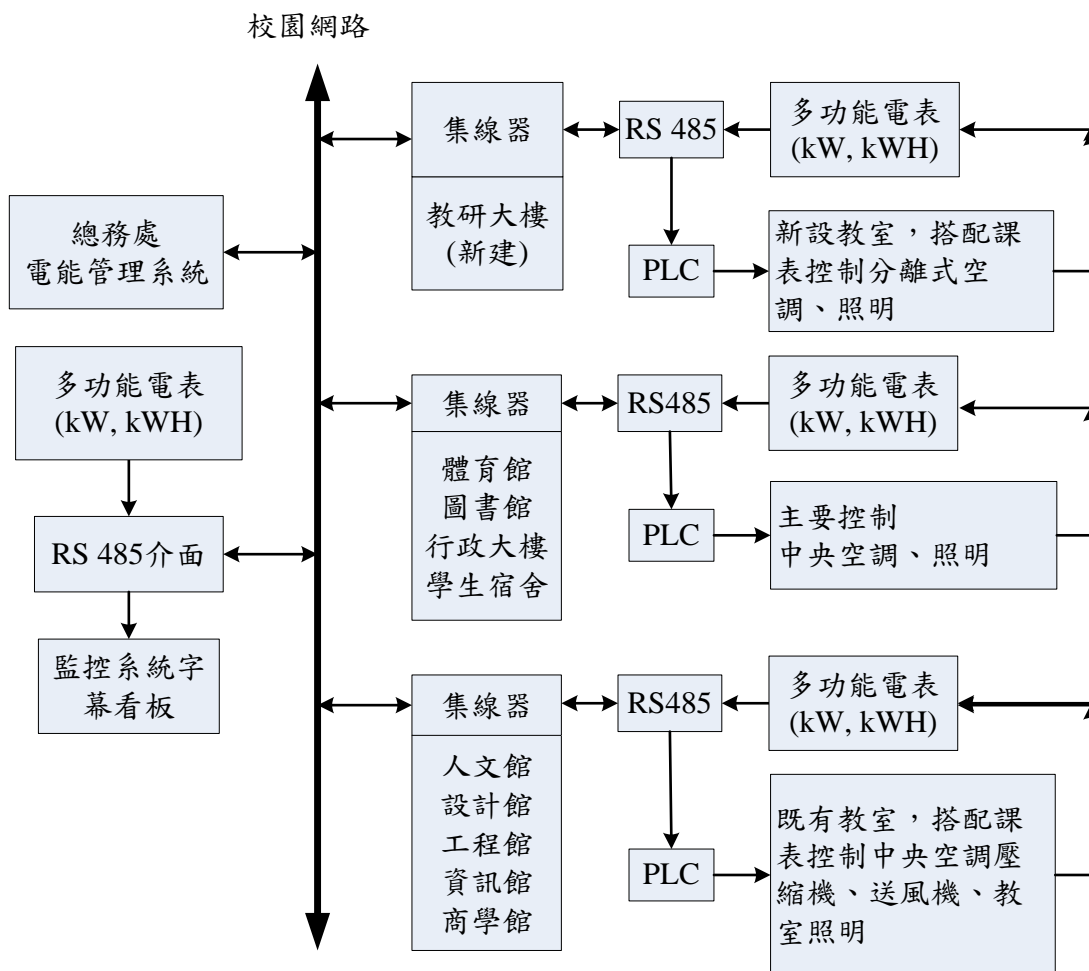 校園網路
總務處
電能管理系統
多功能電表
(kW, kWH)
RS 485介面
監控系統字
幕看板
集線器
教研大樓
(新建)
RS 485
多功能電表
(kW, kWH)
PLC
新設教室，搭配課
表控制分離式空
調、照明
集線器
體育館
圖書館
行政大樓
學生宿舍
RS485
多功能電表
(kW, kWH)
PLC
主要控制
中央空調、照明
集線器
人文館
設計館
工程館
資訊館
商學館
RS485
多功能電表
(kW, kWH)
PLC
既有教室，搭配課
表控制中央空調壓
縮機、送風機、教
室照明